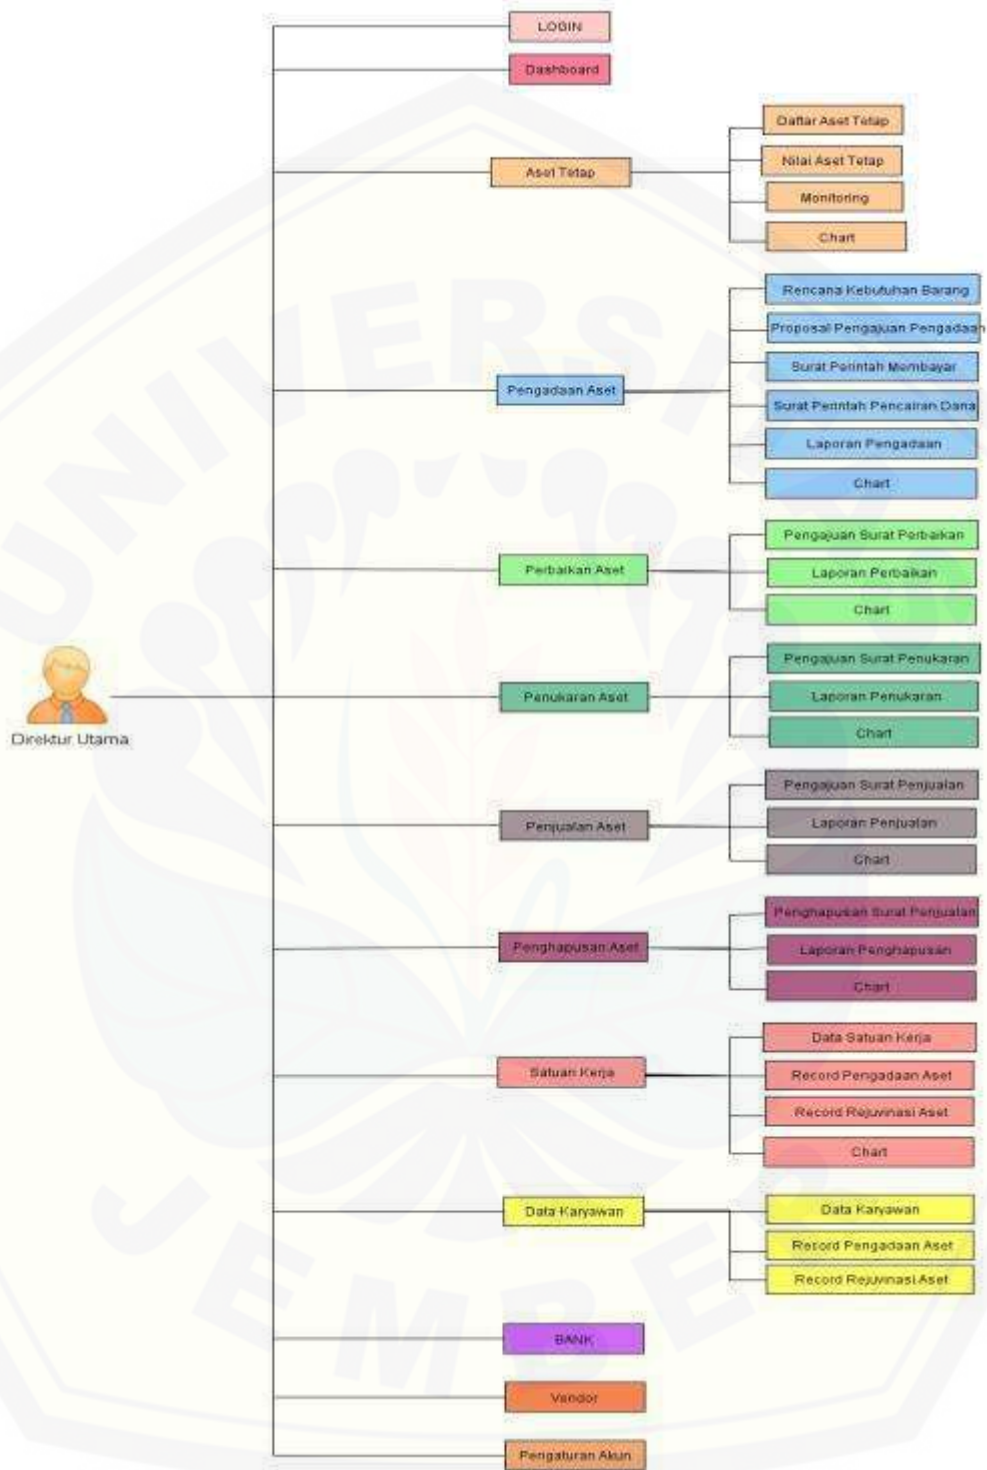 LOGIN
Dashboard
Aset Tetap
Daftar Aset Tetap
Nilai Aset Tetap
Monitoring
Chart
Pengadaan Aset
Rencana Kebutuhan Barang
Proposal Pengajuan Pengadaan
Surat Perintah Membayar
Surat Perintah Pencairan Dana
Laporan Pengadaan
Chart
Perbaikan Aset
Pengajuan Surat Perbaikan
Laporan Perbaikan
Chart
Direktur Utama
Penukaran Aset
Pengajuan Surat Penukaran
Laporan Penukaran
Chart
Penjualan Aset
Pengajuan Surat Penjualan
Laporan Penjualan
Chart
Penghapusan Aset
Penghapusan Surat Penjualan
Laporan Penghapusan
Chart
Satuan Kerja
Data Satuan Kerja
Record Pengadaan Aset
Record Rejuvinasi Aset
Chart
Data Karyawan
Data Karyawan
Record Pengadaan Aset
Record Rejuvinasi Aset
BANK
Vendor
Pengaturan Akun
UNIVERSITAS
JEMBER